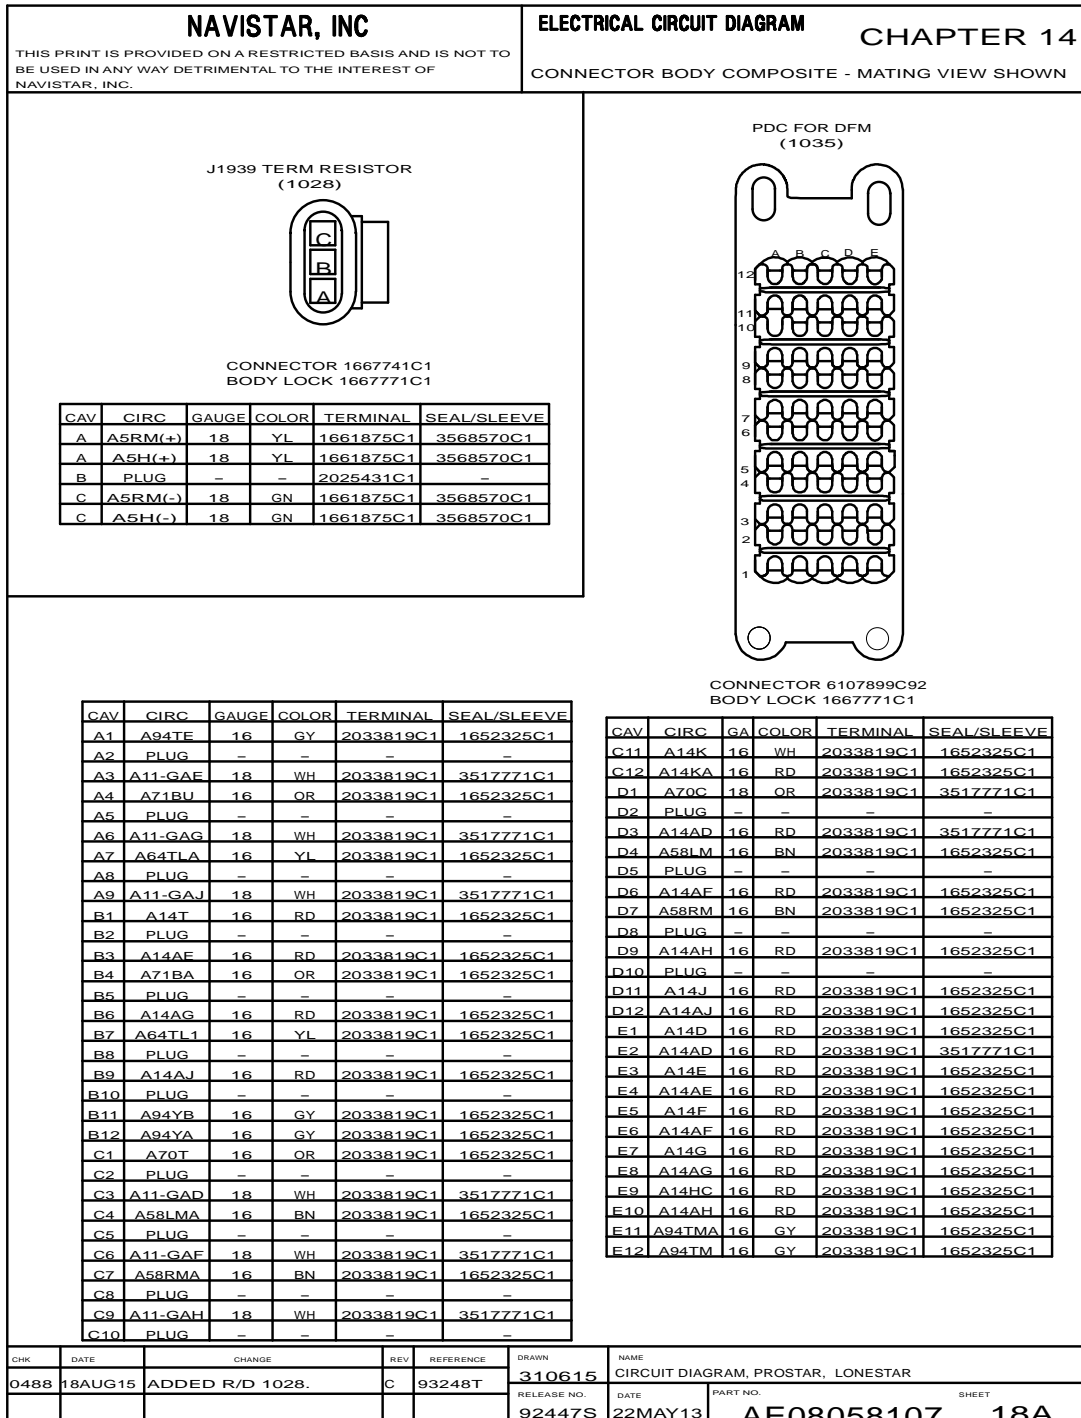 NAVISTAR, INC
THIS PRINT IS PROVIDED ON A RESTRICTED BASIS AND IS NOT TO
BE USED IN ANY WAY DETRIMENTAL TO THE INTEREST OF
NAVISTAR, INC.
ELECTRICAL CIRCUIT DIAGRAM
CHAPTER 14
CONNECTOR BODY COMPOSITE - MATING VIEW SHOWN
J1939 TERM RESISTOR
(1028)
C
B
A
CONNECTOR 1667741C1
BODY LOCK 1667771C1
CAV CIRC GAUGE COLOR TERMINAL SEAL/SLEEVE
A A5RM(+) 18 YL 1661875C1 3568570C1
A A5H(+) 18 YL 1661875C1 3568570C1
B PLUG – – 2025431C1 –
C A5RM(-) 18 GN 1661875C1 3568570C1
C A5H(-) 18 GN 1661875C1 3568570C1
PDC FOR DFM
(1035)
A B C D E
12
11
10
9
8
7
6
5
4
3
2
1
CONNECTOR 6107899C92
BODY LOCK 1667771C1
CAV CIRC GAUGE COLOR TERMINAL SEAL/SLEEVE
A1 A94TE 16 GY 2033819C1 1652325C1
A2 PLUG – – – –
A3 A11-GAE 18 WH 2033819C1 3517771C1
A4 A71BU 16 OR 2033819C1 1652325C1
A5 PLUG – – – –
A6 A11-GAG 18 WH 2033819C1 3517771C1
A7 A64TLA 16 YL 2033819C1 1652325C1
A8 PLUG – – – –
A9 A11-GAJ 18 WH 2033819C1 3517771C1
B1 A14T 16 RD 2033819C1 1652325C1
B2 PLUG – – – –
B3 A14AE 16 RD 2033819C1 1652325C1
B4 A71BA 16 OR 2033819C1 1652325C1
B5 PLUG – – – –
B6 A14AG 16 RD 2033819C1 1652325C1
B7 A64TL1 16 YL 2033819C1 1652325C1
B8 PLUG – – – –
B9 A14AJ 16 RD 2033819C1 1652325C1
B10 PLUG – – – –
B11 A94YB 16 GY 2033819C1 1652325C1
B12 A94YA 16 GY 2033819C1 1652325C1
C1 A70T 16 OR 2033819C1 1652325C1
C2 PLUG – – – –
C3 A11-GAD 18 WH 2033819C1 3517771C1
C4 A58LMA 16 BN 2033819C1 1652325C1
C5 PLUG – – – –
C6 A11-GAF 18 WH 2033819C1 3517771C1
C7 A58RMA 16 BN 2033819C1 1652325C1
C8 PLUG – – – –
C9 A11-GAH 18 WH 2033819C1 3517771C1
C10 PLUG – – – –
CAV CIRC GA COLOR TERMINAL SEAL/SLEEVE
C11 A14K 16 WH 2033819C1 1652325C1
C12 A14KA 16 RD 2033819C1 1652325C1
D1 A70C 18 OR 2033819C1 3517771C1
D2 PLUG – – – –
D3 A14AD 16 RD 2033819C1 3517771C1
D4 A58LM 16 BN 2033819C1 1652325C1
D5 PLUG – – – –
D6 A14AF 16 RD 2033819C1 1652325C1
D7 A58RM 16 BN 2033819C1 1652325C1
D8 PLUG – – – –
D9 A14AH 16 RD 2033819C1 1652325C1
D10 PLUG – – – –
D11 A14J 16 RD 2033819C1 1652325C1
D12 A14AJ 16 RD 2033819C1 1652325C1
E1 A14D 16 RD 2033819C1 1652325C1
E2 A14AD 16 RD 2033819C1 3517771C1
E3 A14E 16 RD 2033819C1 1652325C1
E4 A14AE 16 RD 2033819C1 1652325C1
E5 A14F 16 RD 2033819C1 1652325C1
E6 A14AF 16 RD 2033819C1 1652325C1
E7 A14G 16 RD 2033819C1 1652325C1
E8 A14AG 16 RD 2033819C1 1652325C1
E9 A14HC 16 RD 2033819C1 1652325C1
E10 A14AH 16 RD 2033819C1 1652325C1
E11 A94TMA 16 GY 2033819C1 1652325C1
E12 A94TM 16 GY 2033819C1 1652325C1
CHK DATE CHANGE REV REFERENCE
0488 18AUG15 ADDED R/D 1028. C 93248T
DRAWN
310615
NAME
CIRCUIT DIAGRAM, PROSTAR, LONESTAR
RELEASE NO.
92447S
DATE
22MAY13
PART NO.
AF08058107
SHEET
18A